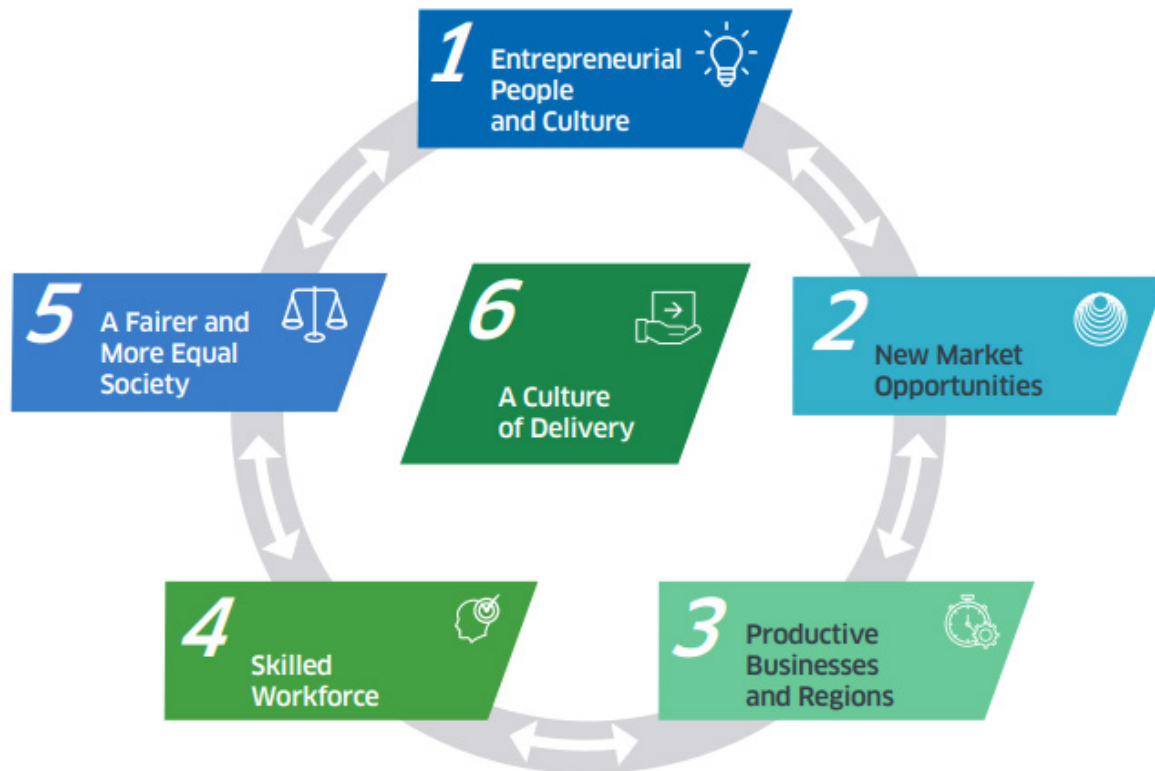 1
Entrepreneurial
People
and Culture
2
New Market
Opportunities
3
Productive
Businesses
and Regions
4
Skilled
Workforce
5
A Fairer and
More Equal
Society
6
A Culture
of Delivery